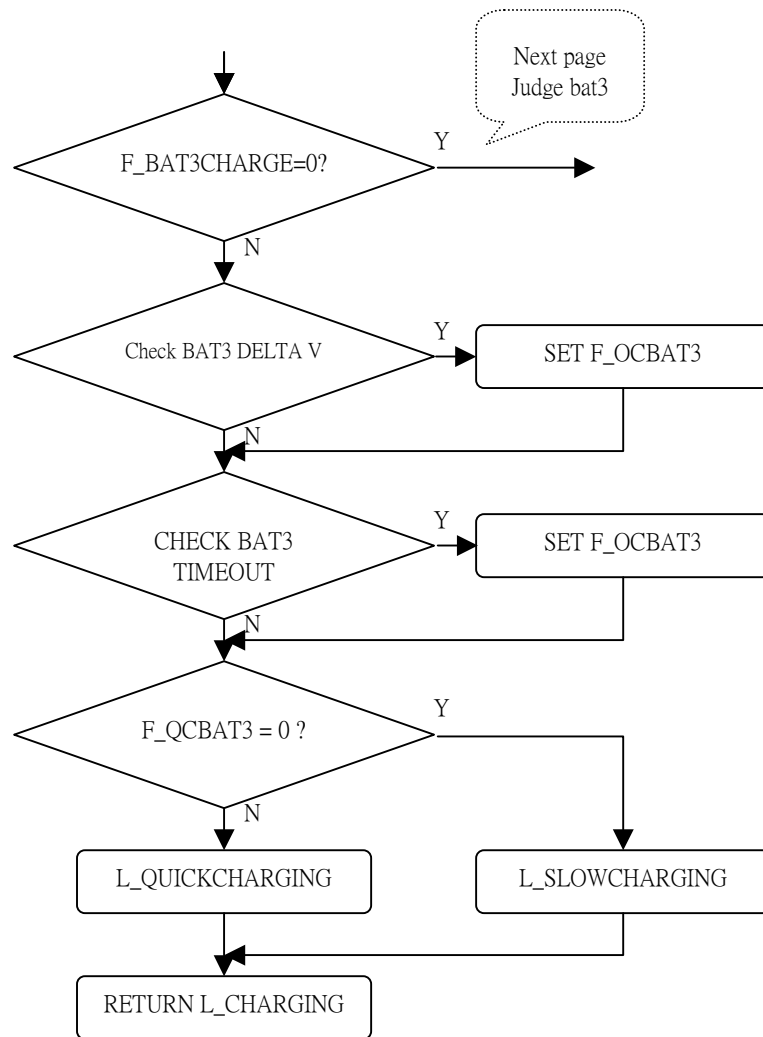 Next page
Judge bat3
Y
F_BAT3CHARGE=0?
N
Y
Check BAT3 DELTA V
SET F_OCBAT3
N
Y
CHECK BAT3
TIMEOUT
SET F_OCBAT3
N
Y
F_QCBAT3 = 0 ?
N
L_QUICKCHARGING
L_SLOWCHARGING
RETURN L_CHARGING